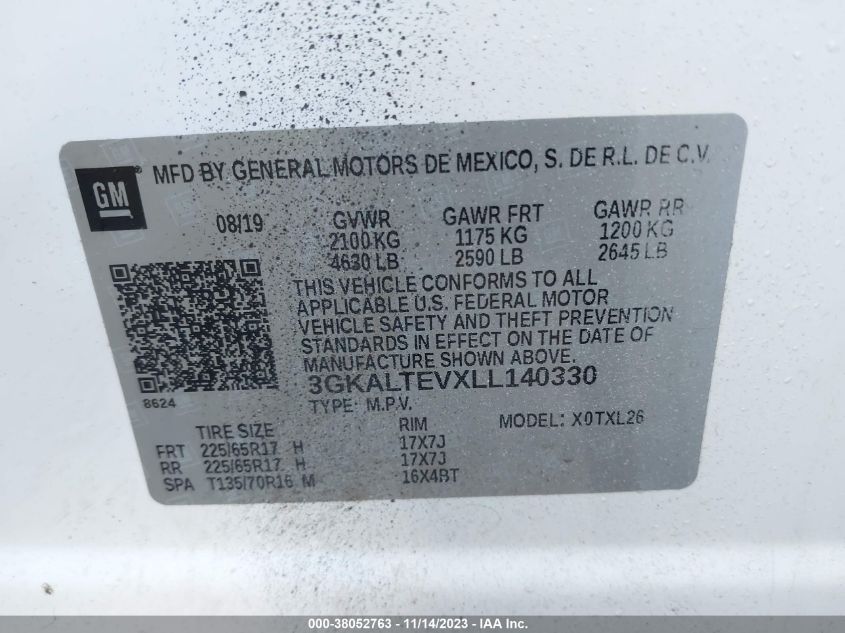 GM
MFD BY GENERAL MOTORS DE MEXICO, S. DE R.L. DE C.V.
08/19 GVWR GAWR FRT GAWR RR
2100 KG 1175 KG 1200 KG
4630 LB 2590 LB 2645 LB
THIS VEHICLE CONFORMS TO ALL
APPLICABLE U.S. FEDERAL MOTOR
VEHICLE SAFETY AND THEFT PREVENTION
STANDARDS IN EFFECT ON THE DATE OF
MANUFACTURE SHOWN ABOVE.
3GKALTEVXLL140330
8624
TYPE: M.P.V. MODEL: X0TXL26
TIRE SIZE RIM
FRT 225/65R17 H 17X7J
RR 225/65R17 H 17X7J
SPA T135/70R16 M 16X4BT
000-38052763 - 11/14/2023 - IAA Inc.